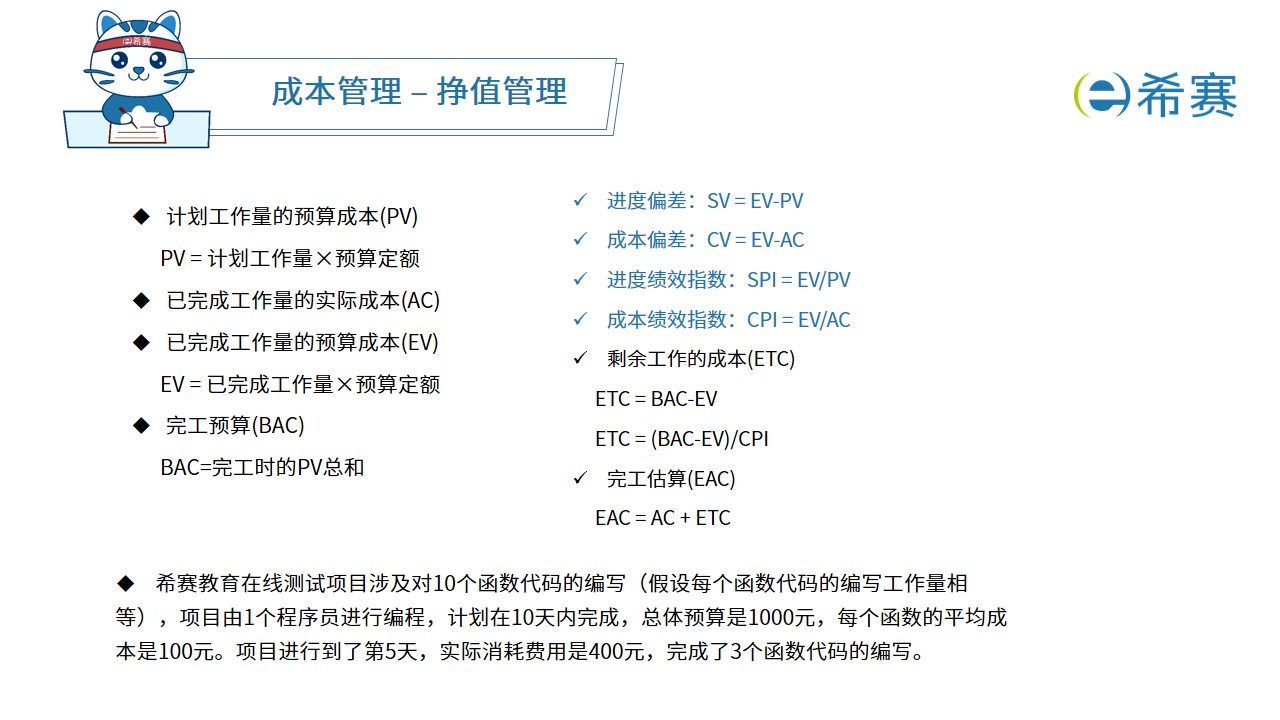 希赛
成本管理 – 挣值管理
希赛
◆ 计划工作量的预算成本(PV)
PV = 计划工作量×预算定额
◆ 已完成工作量的实际成本(AC)
◆ 已完成工作量的预算成本(EV)
EV = 已完成工作量×预算定额
◆ 完工预算(BAC)
BAC=完工时的PV总和
✓ 进度偏差：SV = EV-PV
✓ 成本偏差：CV = EV-AC
✓ 进度绩效指数：SPI = EV/PV
✓ 成本绩效指数：CPI = EV/AC
✓ 剩余工作的成本(ETC)
ETC = BAC-EV
ETC = (BAC-EV)/CPI
✓ 完工估算(EAC)
EAC = AC + ETC
◆ 希赛教育在线测试项目涉及对10个函数代码的编写（假设每个函数代码的编写工作量相
等），项目由1个程序员进行编程，计划在10天内完成，总体预算是1000元，每个函数的平均成
本是100元。项目进行到了第5天，实际消耗费用是400元，完成了3个函数代码的编写。